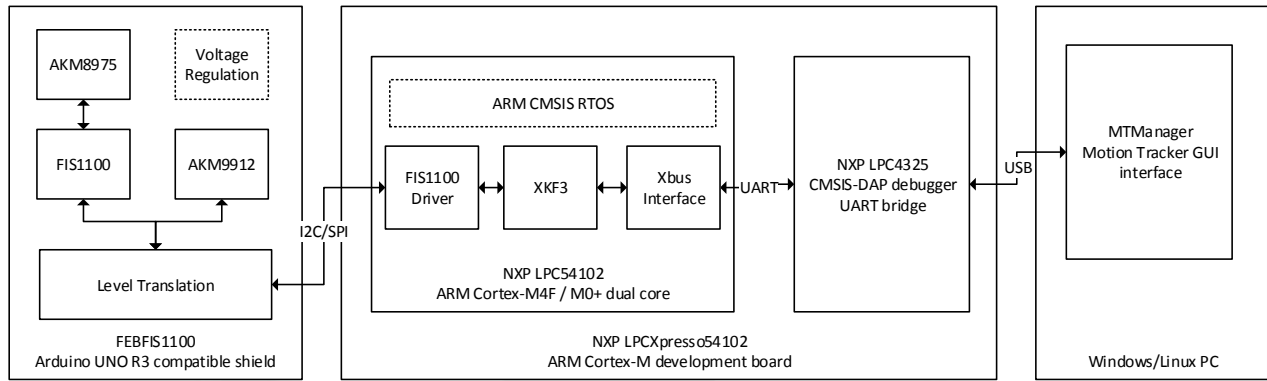 AKM8975
Voltage
Regulation
FIS1100
AKM9912
Level Translation
FEBFIS1100
Arduino UNO R3 compatible shield
I2C/SPI
ARM CMSIS RTOS
FIS1100
Driver
XKF3
Xbus
Interface
NXP LPC54102
ARM Cortex-M4F / M0+ dual core
UART
NXP LPC4325
CMSIS-DAP debugger
UART bridge
NXP LPCXpresso54102
ARM Cortex-M development board
USB
MTManager
Motion Tracker GUI
interface
Windows/Linux PC